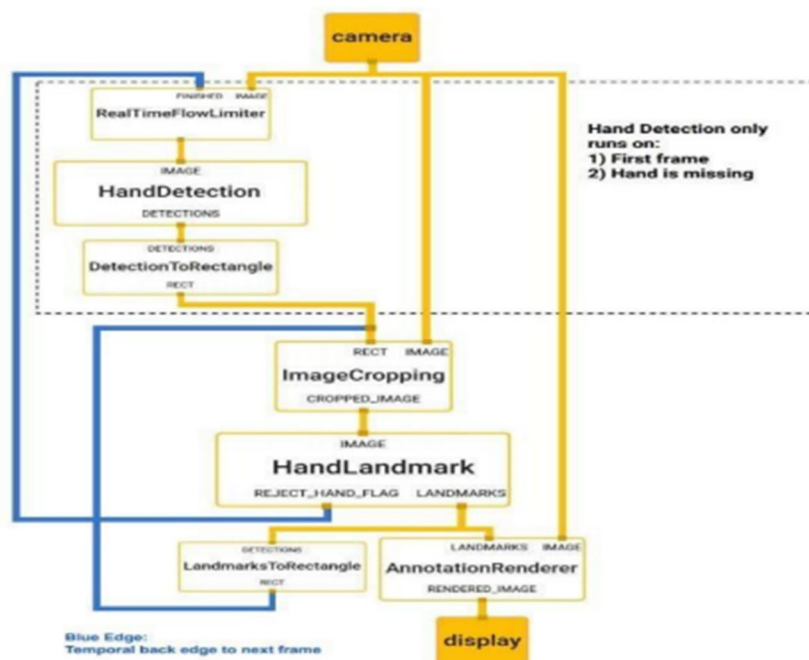 camera
FINISHED IMAGE
RealTimeFlowLimiter
Hand Detection only
runs on:
1) First frame
2) Hand is missing
IMAGE
HandDetection
DETECTIONS
DETECTIONS
DetectionToRectangle
RECT
RECT IMAGE
ImageCropping
CROPPED_IMAGE
IMAGE
HandLandmark
REJECT_HAND_FLAG LANDMARKS
DETECTIONS
LandmarksToRectangle
RECT
LANDMARKS IMAGE
AnnotationRenderer
RENDERED_IMAGE
display
Blue Edge:
Temporal back edge to next frame